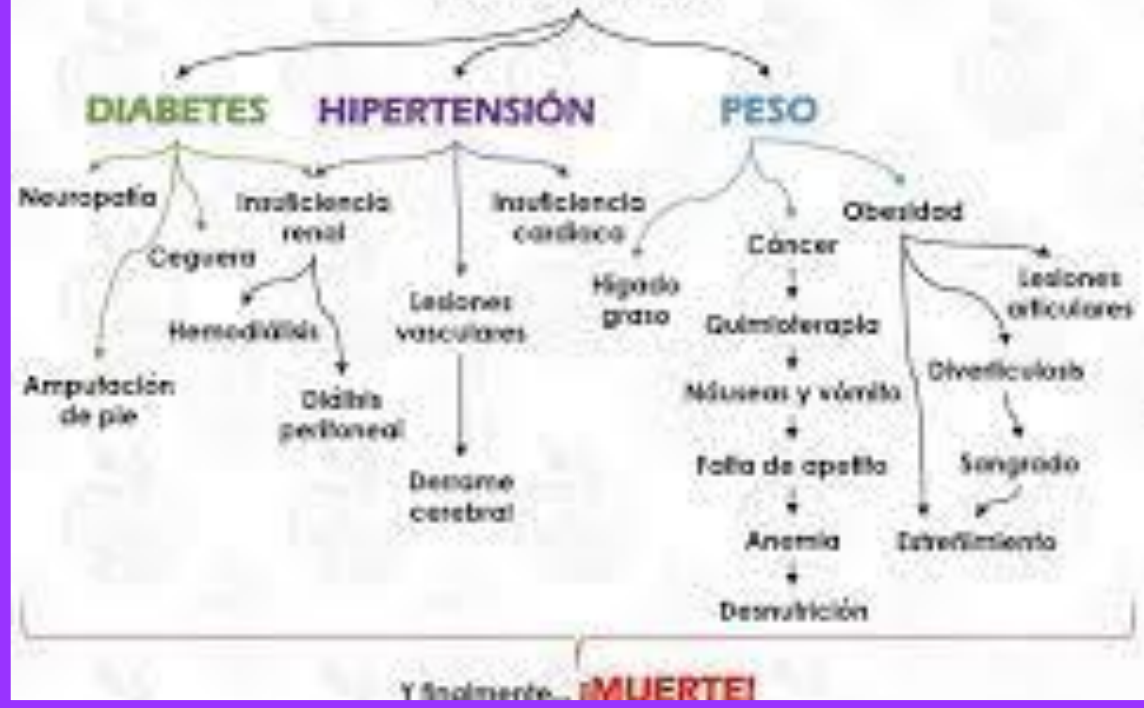 DIABETES
HIPERTENSIÓN
PESO
Neuropatía
Insuficiencia
renal
Ceguera
Hemodiálisis
Amputación
de pie
Diálisis
peritoneal
Insuficiencia
cardiaca
Lesiones
vasculares
Derrame
cerebral
Hígado
graso
Cáncer
Quimioterapia
Náuseas y vómito
Falta de apetito
Anemia
Desnutrición
Obesidad
Lesiones
articulares
Diverticulosis
Sangrado
Estreñimiento
Y finalmente... ¡MUERTE!